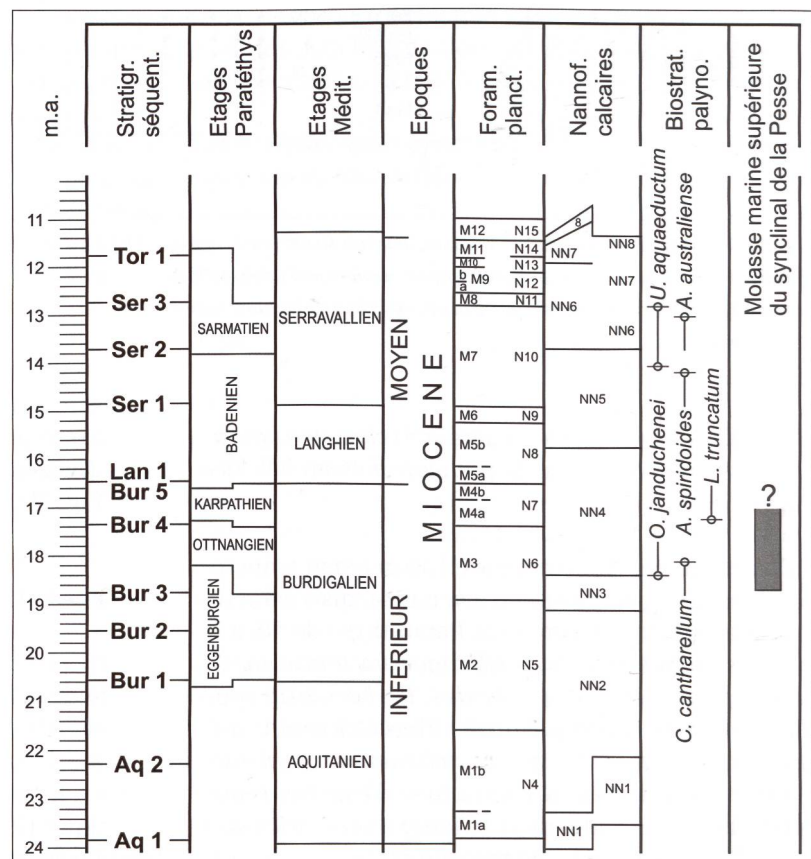 m.a.
Stratigr. séquent.
Etages Paratéthys
Etages Médit.
Epoques
Foram. planct.
Nannof. calcaires
Biostrat. palyno.
Molasse marine supérieure du synclinal de la Pesse
11
12
13
14
15
16
17
18
19
20
21
22
23
24
Tor 1
Ser 3
Ser 2
Ser 1
Lan 1
Bur 5
Bur 4
Bur 3
Bur 2
Bur 1
Aq 2
Aq 1
SARMATIEN
BADENIEN
KARPATHIEN
OTTNANGIEN
EGGENBURGIEN
SERRAVALLIEN
LANGHIEN
BURDIGALIEN
AQUITANIEN
MIOCENE
MOYEN
INFERIEUR
M12 N15
M11 N14
M10 N13
b
a
M9 N12
M8 N11
M7 N10
M6 N9
M5b N8
M5a
M4b
M4a
N7
M3 N6
M2 N5
M1b N4
M1a
8
NN7
NN8
NN7
NN6
NN6
NN5
NN4
NN3
NN2
NN1
NN1
U. aquaeductum
A. australiense
O. janduchenei
A. spiridoides
L. truncatum
C. cantharellum
?